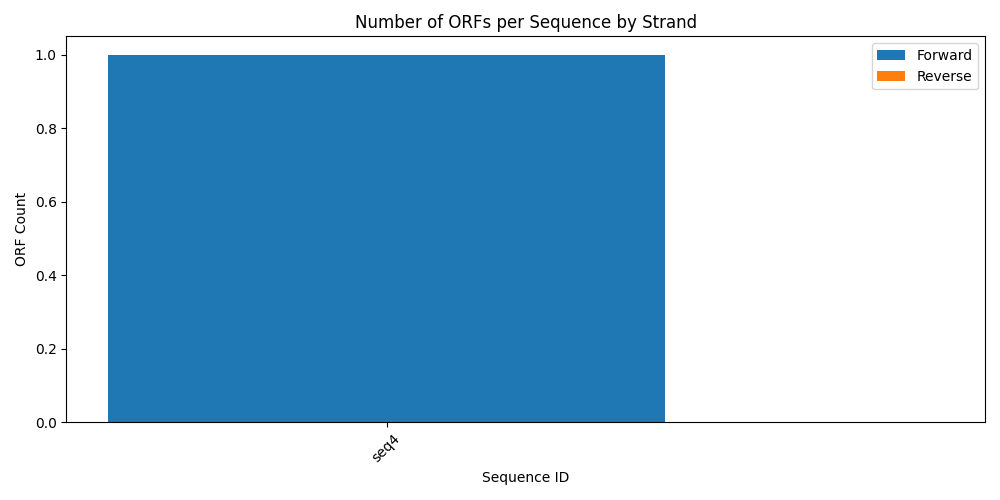 Number of ORFs per Sequence by Strand
Forward
Reverse
ORF Count
1.0
0.8
0.6
0.4
0.2
0.0
seq4
Sequence ID